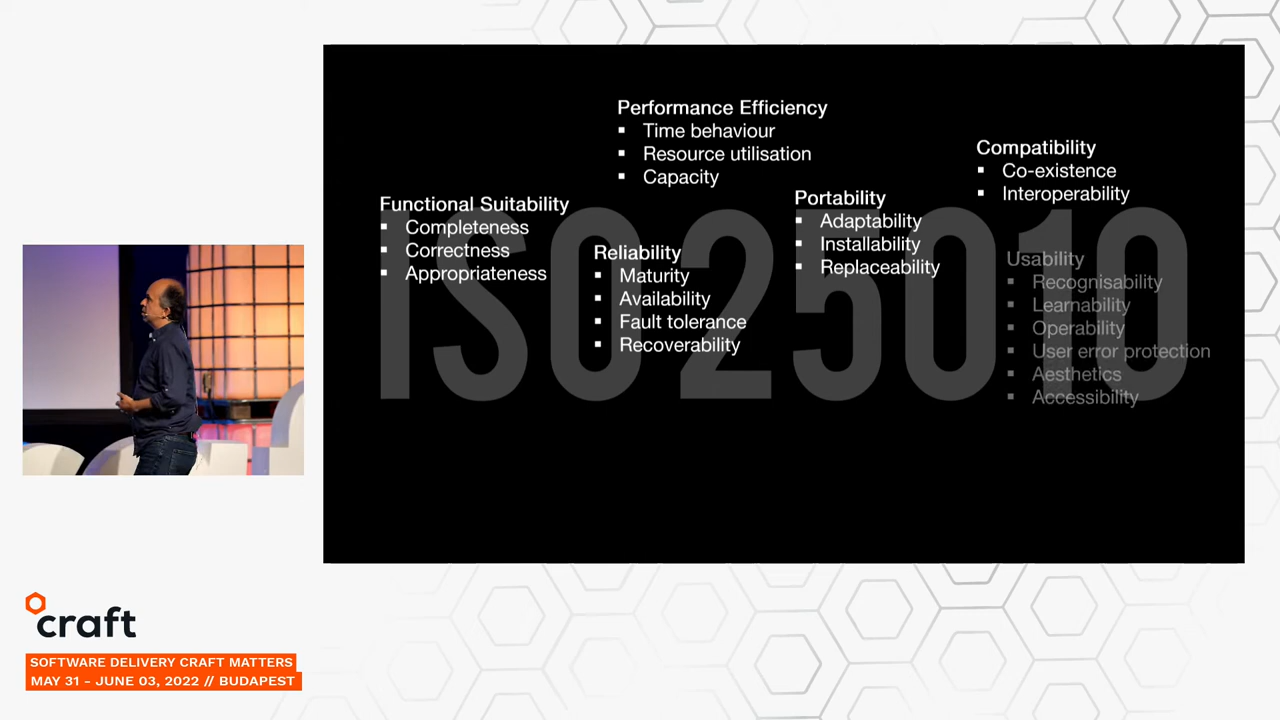 Performance Efficiency
▪ Time behaviour
▪ Resource utilisation
▪ Capacity
Compatibility
▪ Co-existence
▪ Interoperability
Functional Suitability
▪ Completeness
▪ Correctness
▪ Appropriateness
Portability
▪ Adaptability
▪ Installability
▪ Replaceability
Reliability
▪ Maturity
▪ Availability
▪ Fault tolerance
▪ Recoverability
Usability
▪ Recognisability
▪ Learnability
▪ Operability
▪ User error protection
▪ Aesthetics
▪ Accessibility
ISO 25010
craft
SOFTWARE DELIVERY CRAFT MATTERS
MAY 31 - JUNE 03, 2022 // BUDAPEST